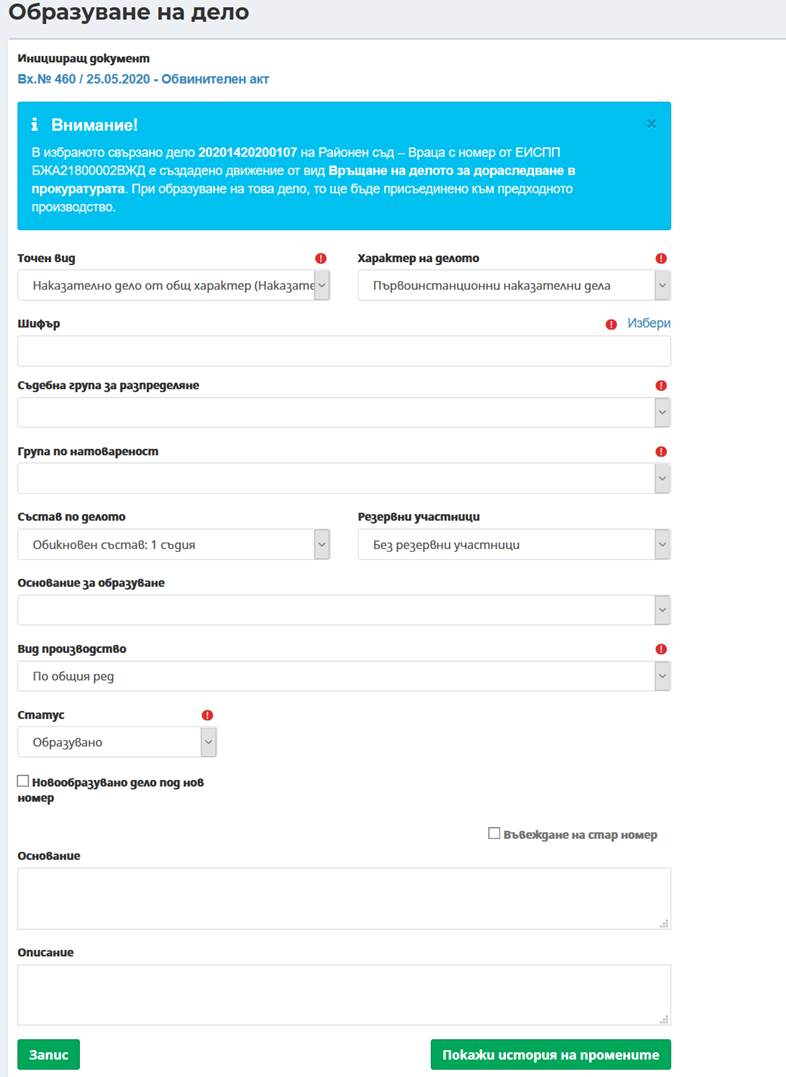 Образуване на дело
Иницииращ документ
Вх.№ 460 / 25.05.2020 - Обвинителен акт
Внимание!
В избраното свързано дело 20201420200107 на Районен съд – Враца с номер от ЕИСПП
БЖА21800002ВЖД е създадено движение от вид Връщане на делото за дораследване в
прокуратурата. При образуване на това дело, то ще бъде присъединено към предходното
производство.
Точен вид
Характер на делото
Наказателно дело от общ характер (Наказате
Първоинстанционни наказателни дела
Шифър
Избери
Съдебна група за разпределяне
Група по натовареност
Състав по делото
Резервни участници
Обикновен състав: 1 съдия
Без резервни участници
Основание за образуване
Вид производство
По общия ред
Статус
Образувано
Новообразувано дело под нов
номер
Въвеждане на стар номер
Основание
Описание
Запис
Покажи история на промените